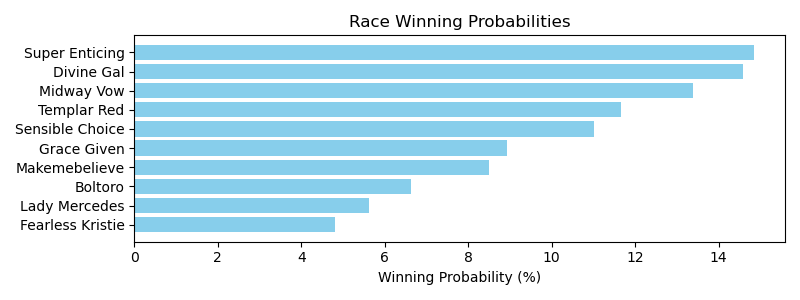 Race Winning Probabilities
Super Enticing
Divine Gal
Midway Vow
Templar Red
Sensible Choice
Grace Given
Makemebelieve
Boltoro
Lady Mercedes
Fearless Kristie
0 2 4 6 8 10 12 14
Winning Probability (%)